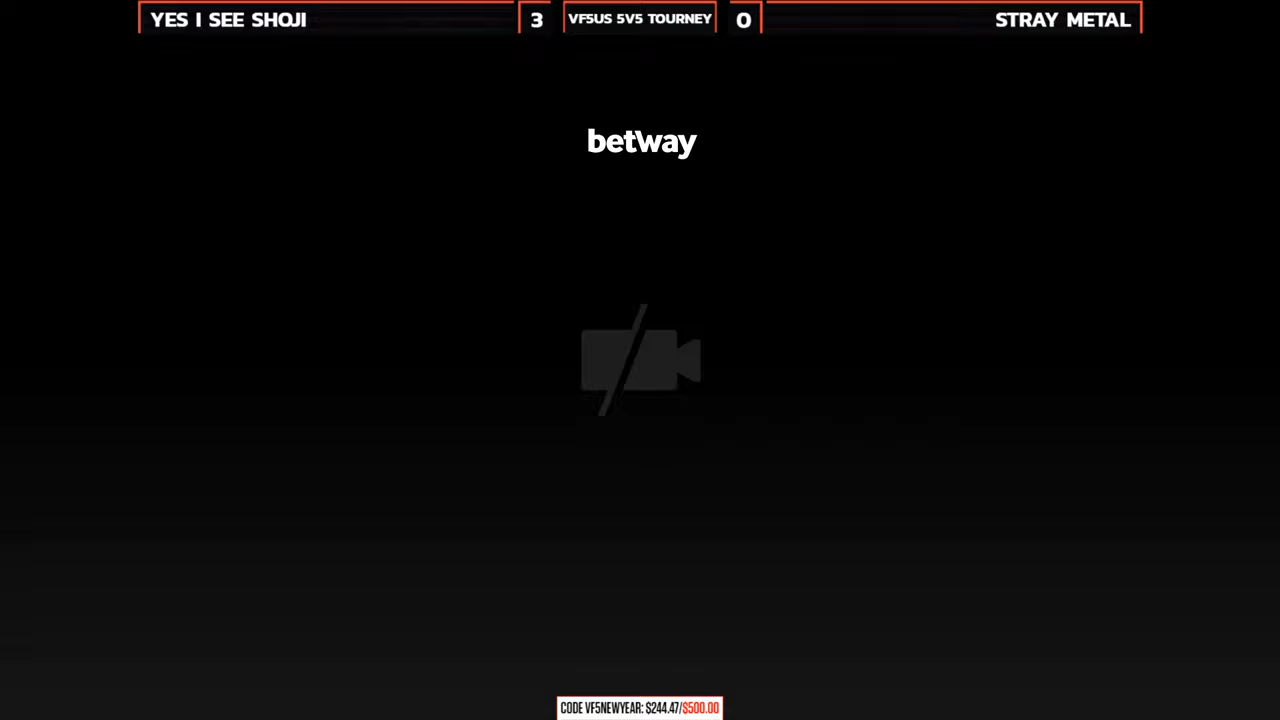 YES I SEE SHOJI 3 VF5US 5V5 TOURNEY 0 STRAY METAL
betway
CODE VF5NEWYEAR: $244.47/$500.00